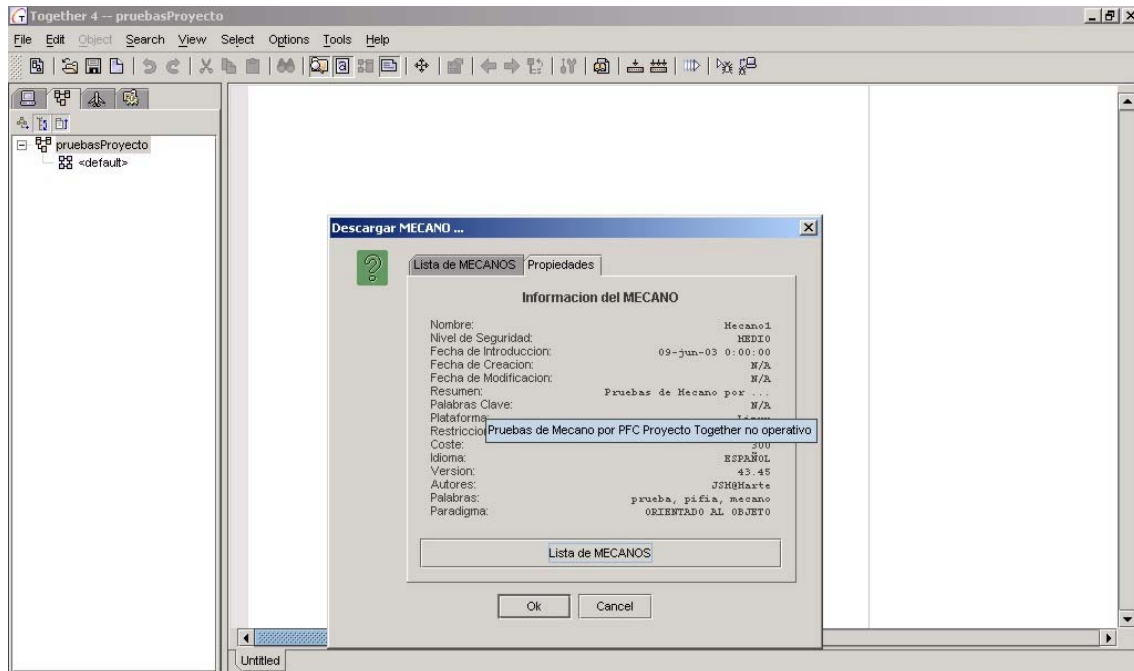 Together 4 -- pruebasProyecto
File Edit Object Search View Select Options Tools Help
pruebasProyecto
<default>
Descargar MECANO ...
Lista de MECANOS Propiedades
Informacion del MECANO
Nombre: Mecano1
Nivel de Seguridad: MEDIO
Fecha de Introduccion: 09-jun-03 0:00:00
Fecha de Creacion: N/A
Fecha de Modificacion: N/A
Resumen: Pruebas de Mecano por ...
Palabras Clave: N/A
Plataforma:
Pruebas de Mecano por PFC Proyecto Together no operativo
Coste: 300
Idioma: ESPAÑOL
Version: 43.45
Autores: JSH@Harte
Palabras: prueba, pifia, mecano
Paradigma: ORIENTADO AL OBJETO
Lista de MECANOS
Ok Cancel
Untitled